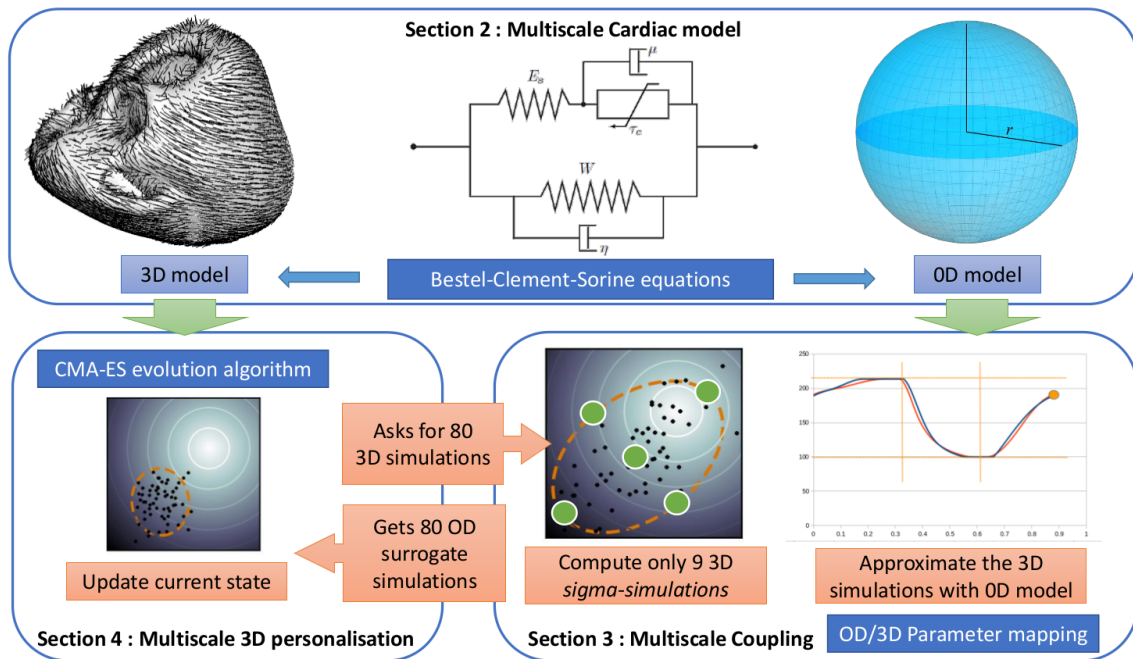 Section 2 : Multiscale Cardiac model
μ
E_s
τ_c
r
W
η
3D model
Bestel-Clement-Sorine equations
0D model
CMA-ES evolution algorithm
Asks for 80
3D simulations
Gets 80 OD
surrogate
simulations
Update current state
Section 4 : Multiscale 3D personalisation
Compute only 9 3D
sigma-simulations
250
200
150
100
50
0
0 0.1 0.2 0.3 0.4 0.5 0.6 0.7 0.8 0.9 1
Approximate the 3D
simulations with 0D model
Section 3 : Multiscale Coupling
OD/3D Parameter mapping